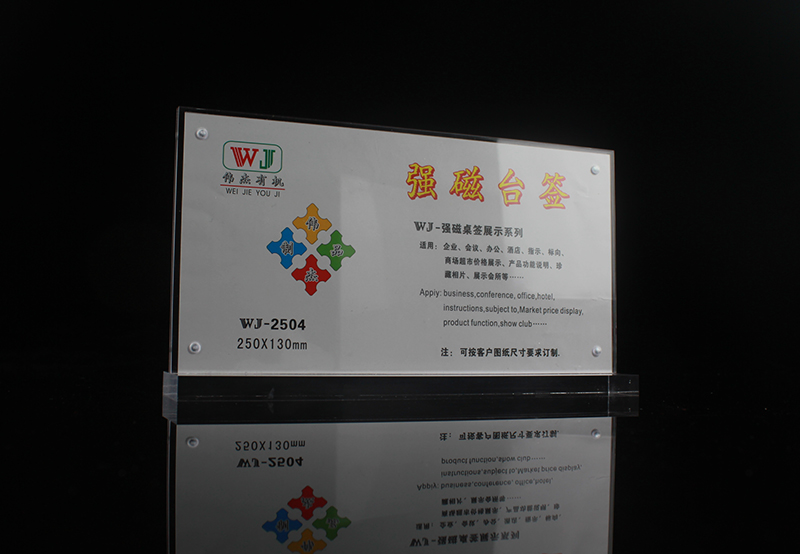 WJ
伟杰有机
WEI JIE YOU JI
强磁台签
伟
制
品
杰
WJ-强磁桌签展示系列
适用：企业、会议、办公、酒店、指示、标向、
商场超市价格展示、产品功能说明、珍
藏相片、展示会所等……
Appiy: business,conference, office,hotel,
instructions,subject to,Market price display,
product function,show club……
WJ-2504
250X130mm
注：可按客户图纸尺寸要求订制.